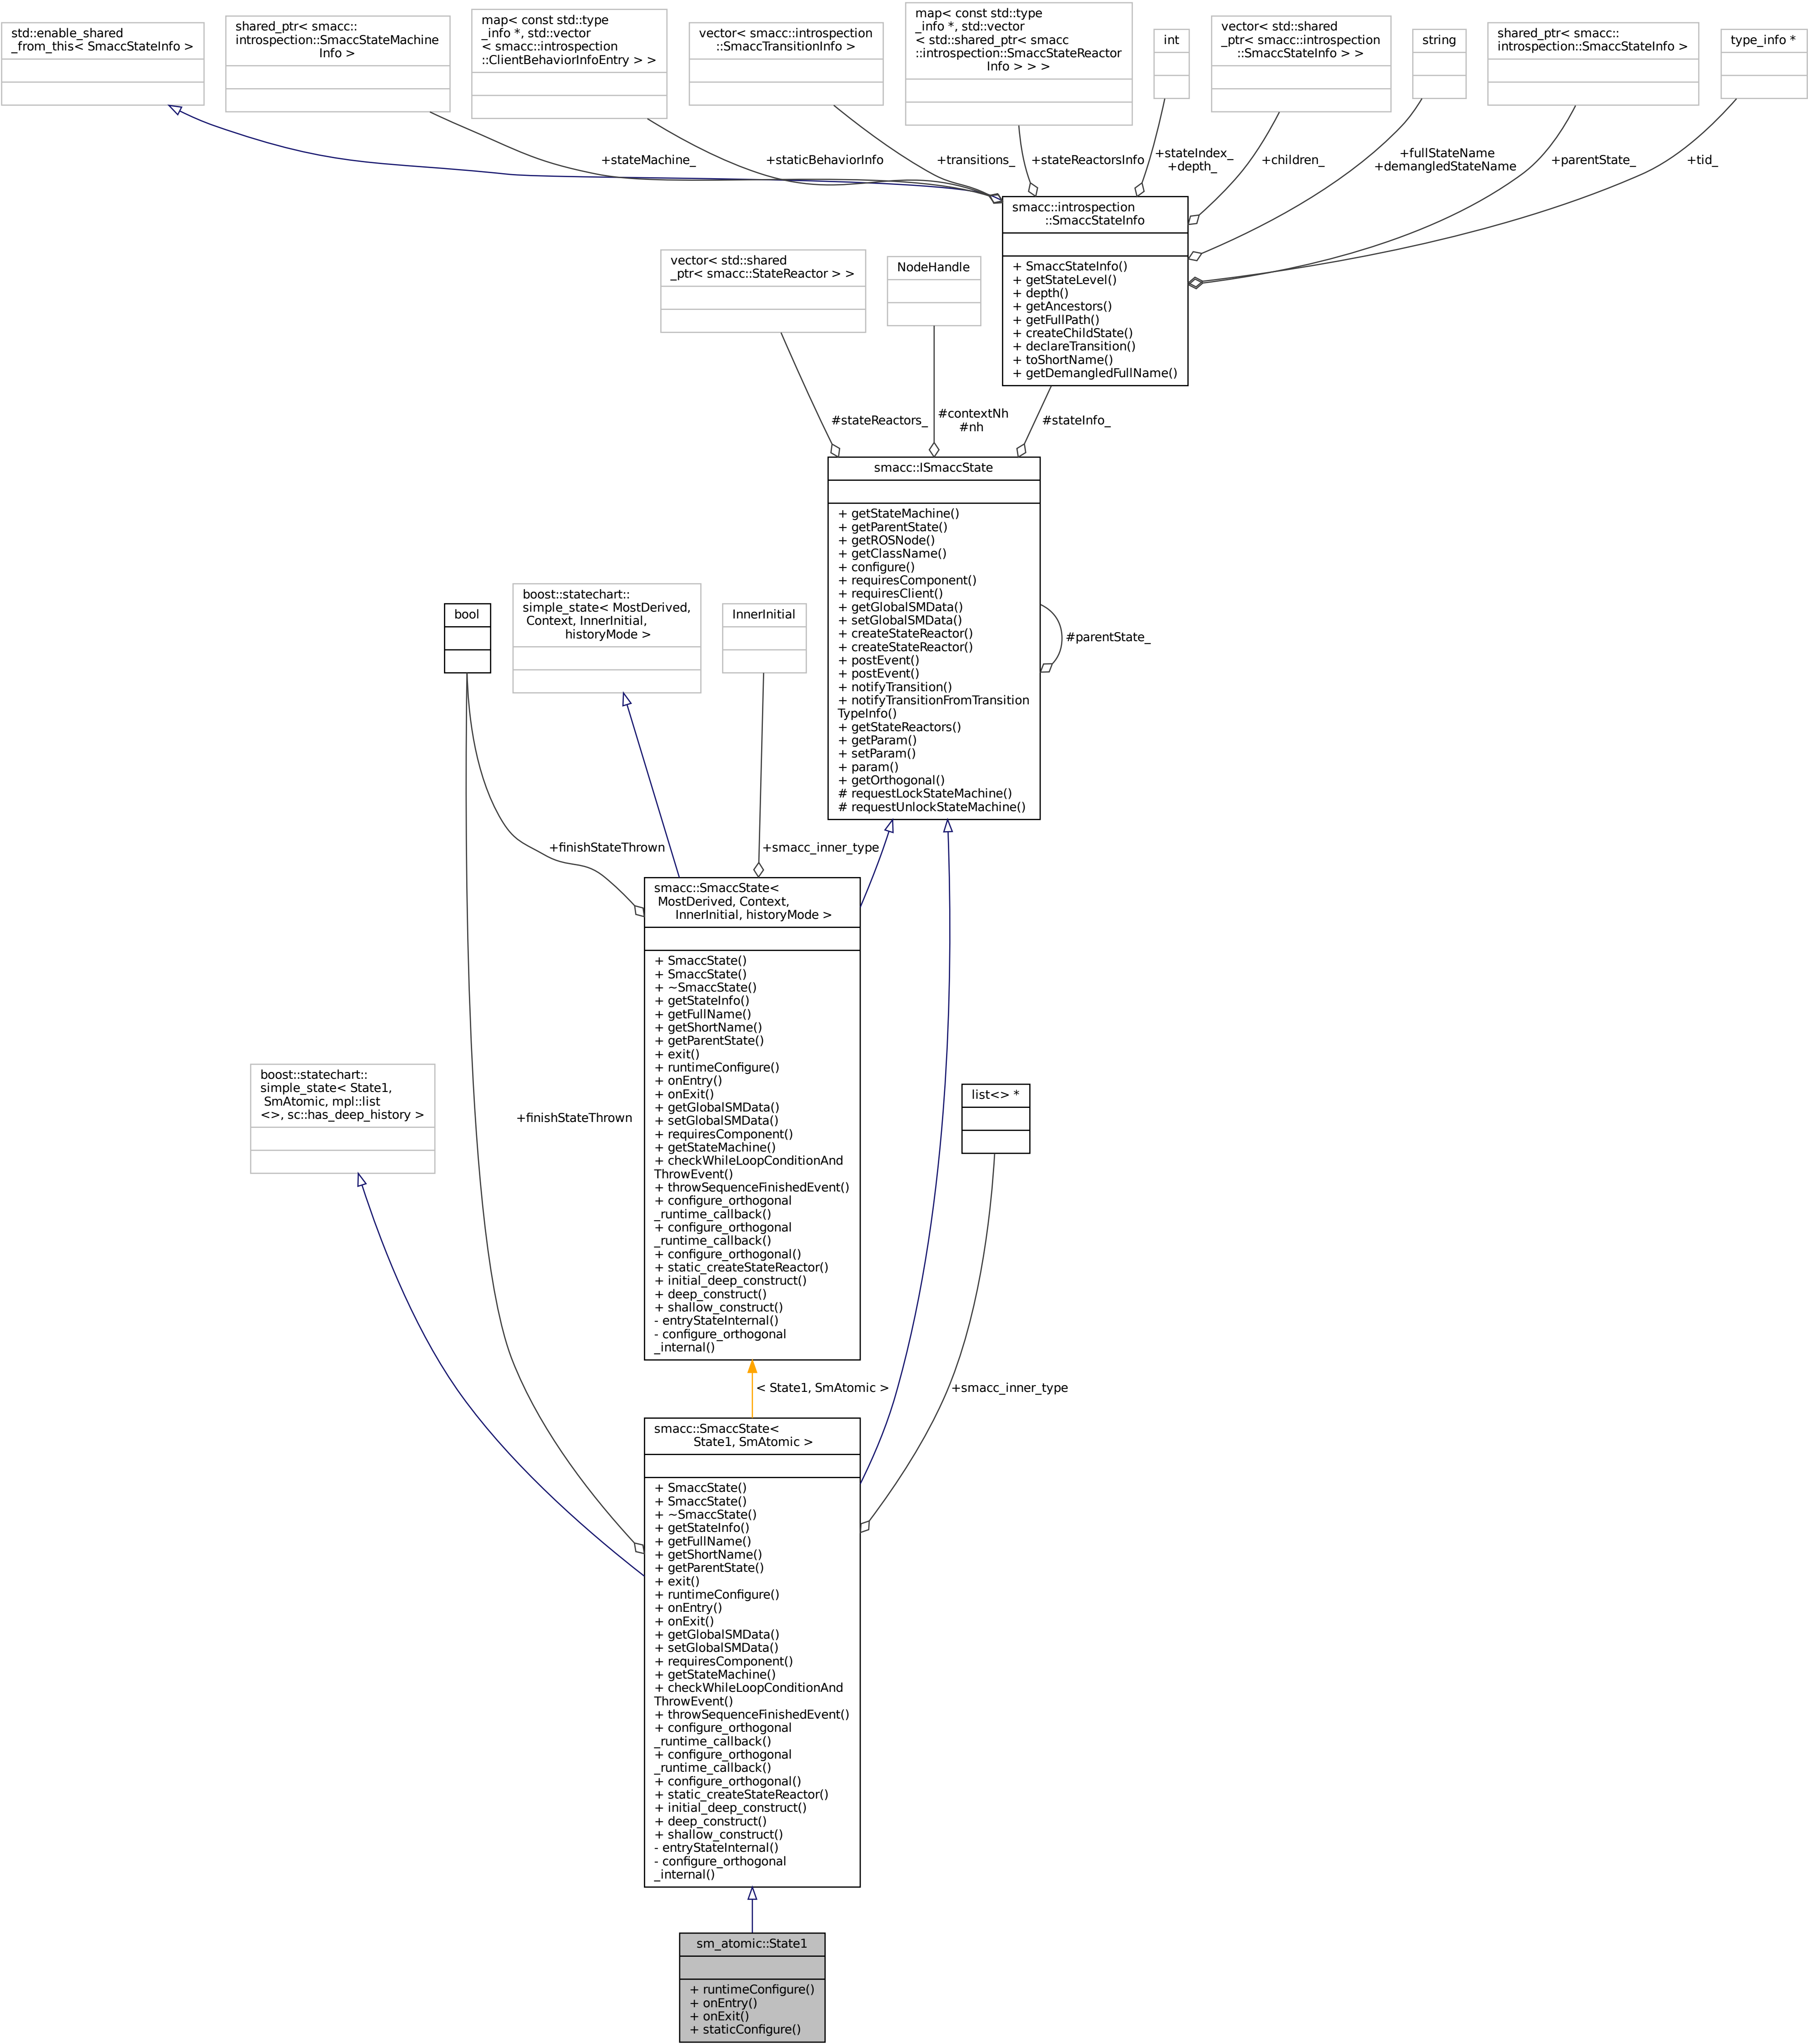 std::enable_shared
_from_this< SmaccStateInfo >
shared_ptr< smacc::
introspection::SmaccStateMachine
Info >
map< const std::type
_info *, std::vector
< smacc::introspection
::ClientBehaviorInfoEntry > >
vector< smacc::introspection
::SmaccTransitionInfo >
map< const std::type
_info *, std::vector
< std::shared_ptr< smacc
::introspection::SmaccStateReactor
Info > > >
int
vector< std::shared
_ptr< smacc::introspection
::SmaccStateInfo > >
string
shared_ptr< smacc::
introspection::SmaccStateInfo >
type_info *
+stateMachine_
+staticBehaviorInfo
+transitions_
+stateReactorsInfo
+stateIndex_
+depth_
+children_
+fullStateName
+demangledStateName
+parentState_
+tid_
smacc::introspection
::SmaccStateInfo
+ SmaccStateInfo()
+ getStateLevel()
+ depth()
+ getAncestors()
+ getFullPath()
+ createChildState()
+ declareTransition()
+ toShortName()
+ getDemangledFullName()
vector< std::shared
_ptr< smacc::StateReactor > >
NodeHandle
#stateReactors_
#contextNh
#nh
#stateInfo_
smacc::ISmaccState
+ getStateMachine()
+ getParentState()
+ getROSNode()
+ getClassName()
+ configure()
+ requiresComponent()
+ requiresClient()
+ getGlobalSMData()
+ setGlobalSMData()
+ createStateReactor()
+ createStateReactor()
+ postEvent()
+ postEvent()
+ notifyTransition()
+ notifyTransitionFromTransition
TypeInfo()
+ getStateReactors()
+ getParam()
+ setParam()
+ param()
+ getOrthogonal()
# requestLockStateMachine()
# requestUnlockStateMachine()
#parentState_
bool
boost::statechart::
simple_state< MostDerived,
Context, InnerInitial,
historyMode >
InnerInitial
+finishStateThrown
+smacc_inner_type
smacc::SmaccState<
MostDerived, Context,
InnerInitial, historyMode >
+ SmaccState()
+ SmaccState()
+ ~SmaccState()
+ getStateInfo()
+ getFullName()
+ getShortName()
+ getParentState()
+ exit()
+ runtimeConfigure()
+ onEntry()
+ onExit()
+ getGlobalSMData()
+ setGlobalSMData()
+ requiresComponent()
+ getStateMachine()
+ checkWhileLoopConditionAnd
ThrowEvent()
+ throwSequenceFinishedEvent()
+ configure_orthogonal
_runtime_callback()
+ configure_orthogonal
_runtime_callback()
+ configure_orthogonal()
+ static_createStateReactor()
+ initial_deep_construct()
+ deep_construct()
+ shallow_construct()
- entryStateInternal()
- configure_orthogonal
_internal()
boost::statechart::
simple_state< State1,
SmAtomic, mpl::list
<>, sc::has_deep_history >
+finishStateThrown
list<> *
< State1, SmAtomic >
+smacc_inner_type
smacc::SmaccState<
State1, SmAtomic >
+ SmaccState()
+ SmaccState()
+ ~SmaccState()
+ getStateInfo()
+ getFullName()
+ getShortName()
+ getParentState()
+ exit()
+ runtimeConfigure()
+ onEntry()
+ onExit()
+ getGlobalSMData()
+ setGlobalSMData()
+ requiresComponent()
+ getStateMachine()
+ checkWhileLoopConditionAnd
ThrowEvent()
+ throwSequenceFinishedEvent()
+ configure_orthogonal
_runtime_callback()
+ configure_orthogonal
_runtime_callback()
+ configure_orthogonal()
+ static_createStateReactor()
+ initial_deep_construct()
+ deep_construct()
+ shallow_construct()
- entryStateInternal()
- configure_orthogonal
_internal()
sm_atomic::State1
+ runtimeConfigure()
+ onEntry()
+ onExit()
+ staticConfigure()